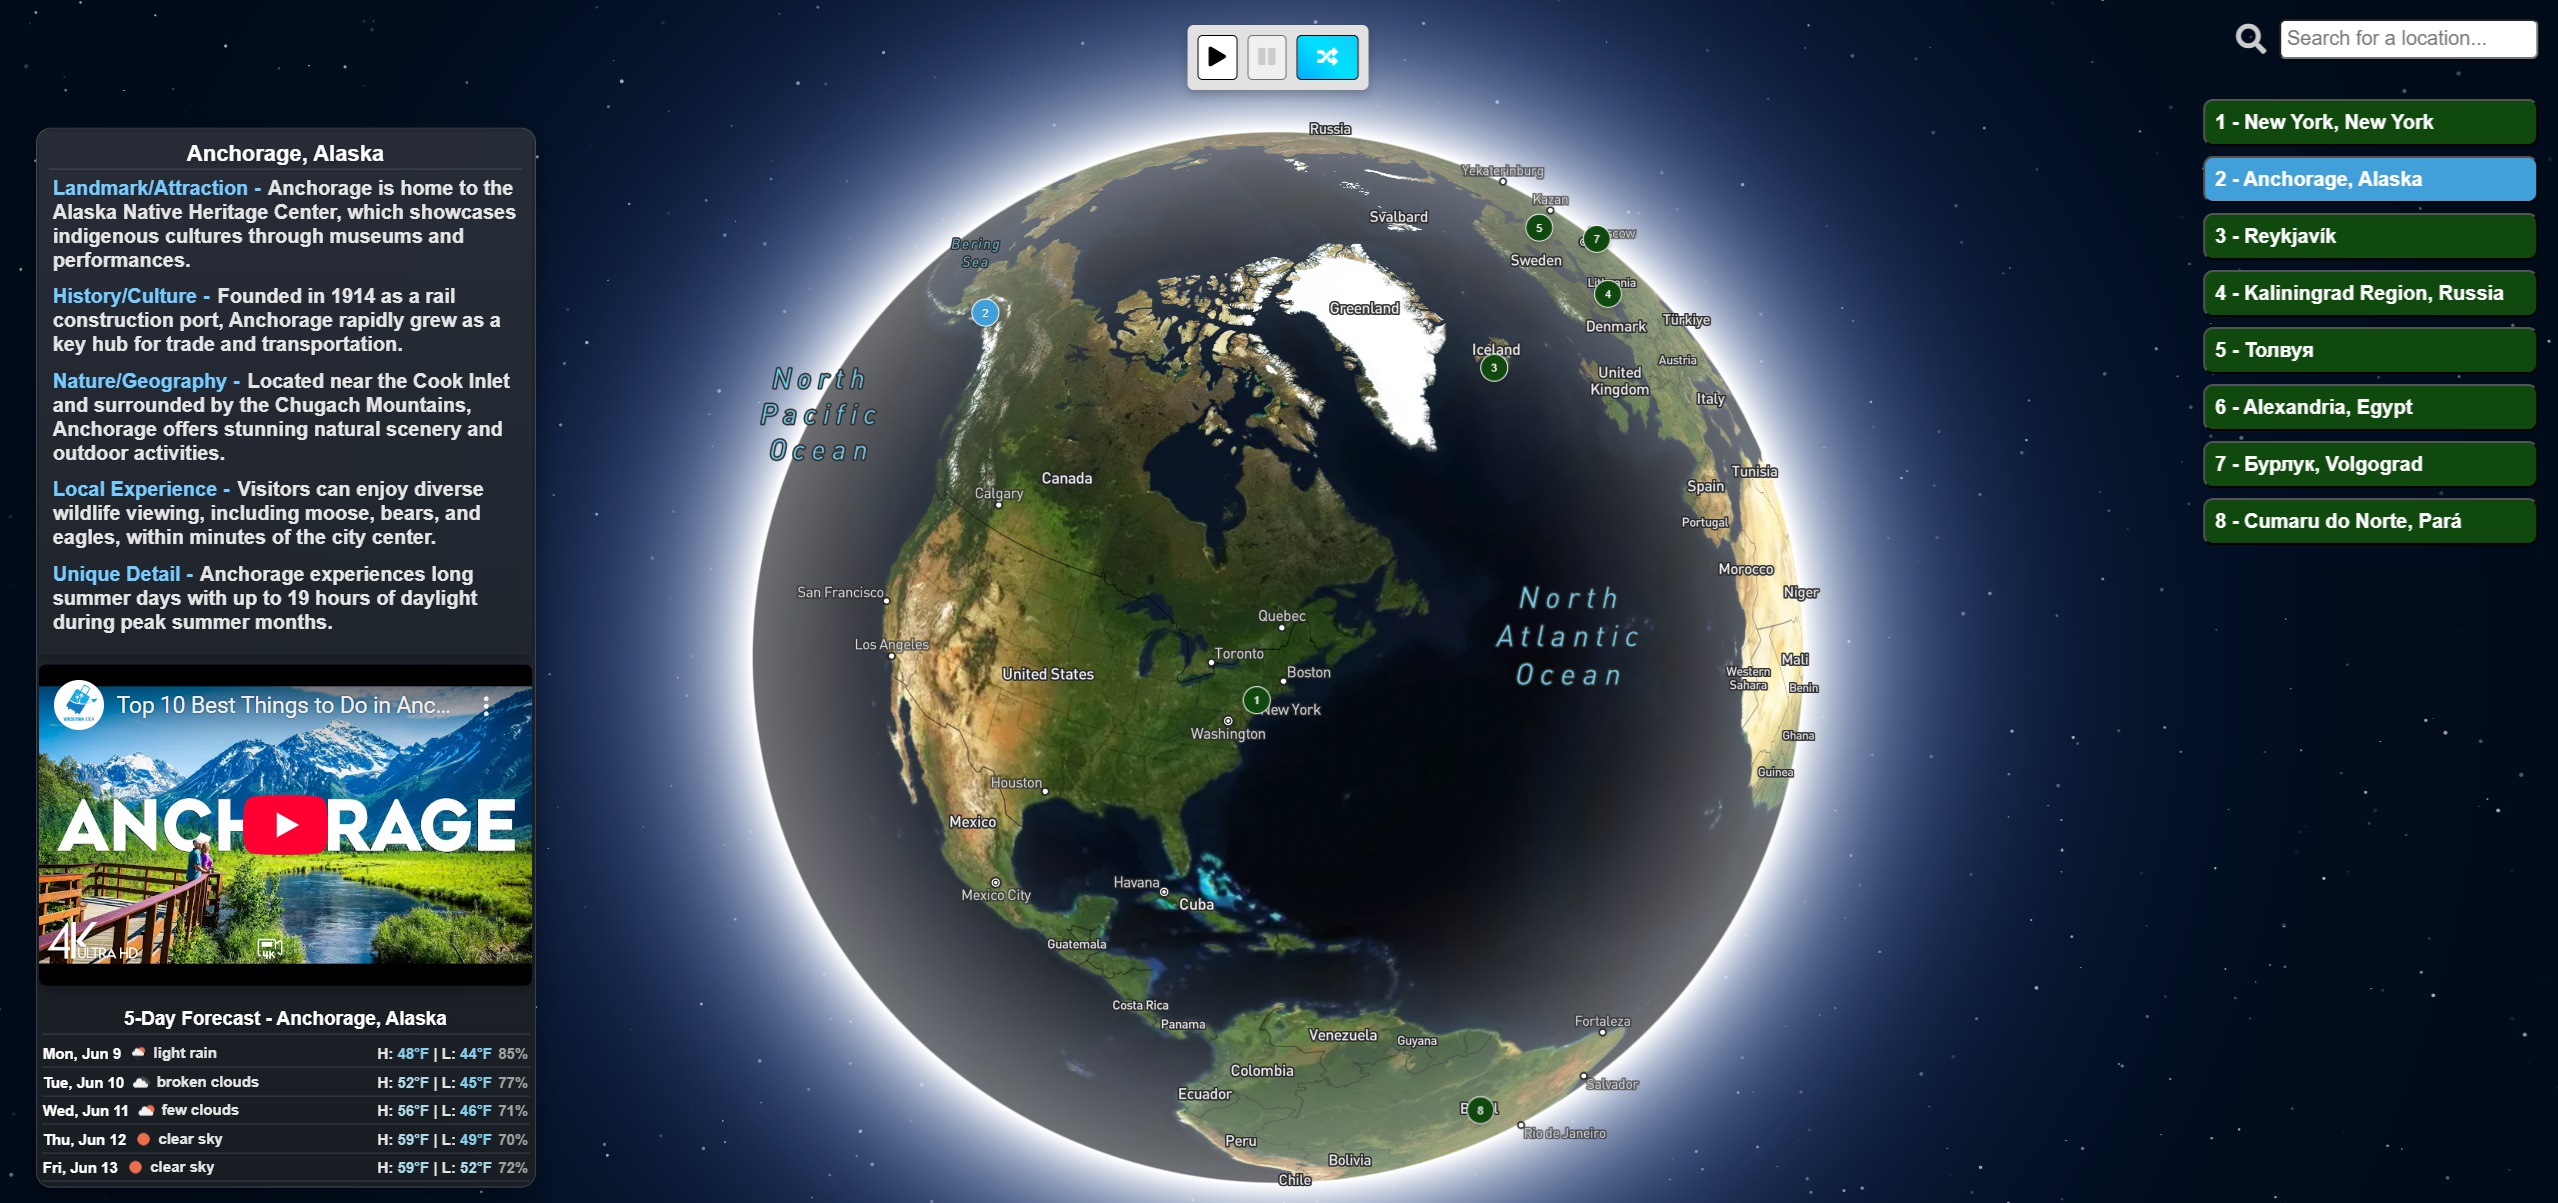 Search for a location...
Anchorage, Alaska
Landmark/Attraction - Anchorage is home to the
Alaska Native Heritage Center, which showcases
indigenous cultures through museums and
performances.
History/Culture - Founded in 1914 as a rail
construction port, Anchorage rapidly grew as a
key hub for trade and transportation.
Nature/Geography - Located near the Cook Inlet
and surrounded by the Chugach Mountains,
Anchorage offers stunning natural scenery and
outdoor activities.
Local Experience - Visitors can enjoy diverse
wildlife viewing, including moose, bears, and
eagles, within minutes of the city center.
Unique Detail - Anchorage experiences long
summer days with up to 19 hours of daylight
during peak summer months.
Top 10 Best Things to Do in Anc...
ANCH RAGE
4K
ULTRA HD
4K
5-Day Forecast - Anchorage, Alaska
Mon, Jun 9 light rain H: 48°F | L: 44°F 85%
Tue, Jun 10 broken clouds H: 52°F | L: 45°F 77%
Wed, Jun 11 few clouds H: 56°F | L: 46°F 71%
Thu, Jun 12 clear sky H: 59°F | L: 49°F 70%
Fri, Jun 13 clear sky H: 59°F | L: 52°F 72%
Russia
Yekaterinburg
Kazan
Svalbard
5
7
scow
Bering
Sea
Sweden
4
2
Greenland
Denmark
Türkiye
Iceland
3
Austria
United
Kingdom
Italy
North
Pacific
Ocean
Canada
Calgary
Tunisia
Spain
Portugal
Morocco
Niger
San Francisco
Los Angeles
Quebec
Toronto
Boston
United States
North
Atlantic
Ocean
Mali
Western
Sahara
Benin
1
New York
Washington
Ghana
Guinea
Houston
Mexico
Mexico City
Havana
Cuba
Guatemala
Costa Rica
Panama
Venezuela
Guyana
Fortaleza
Colombia
Ecuador
Salvador
8
Rio de Janeiro
Peru
Bolivia
Chile
1 - New York, New York
2 - Anchorage, Alaska
3 - Reykjavík
4 - Kaliningrad Region, Russia
5 - Толвуя
6 - Alexandria, Egypt
7 - Бурлук, Volgograd
8 - Cumaru do Norte, Pará